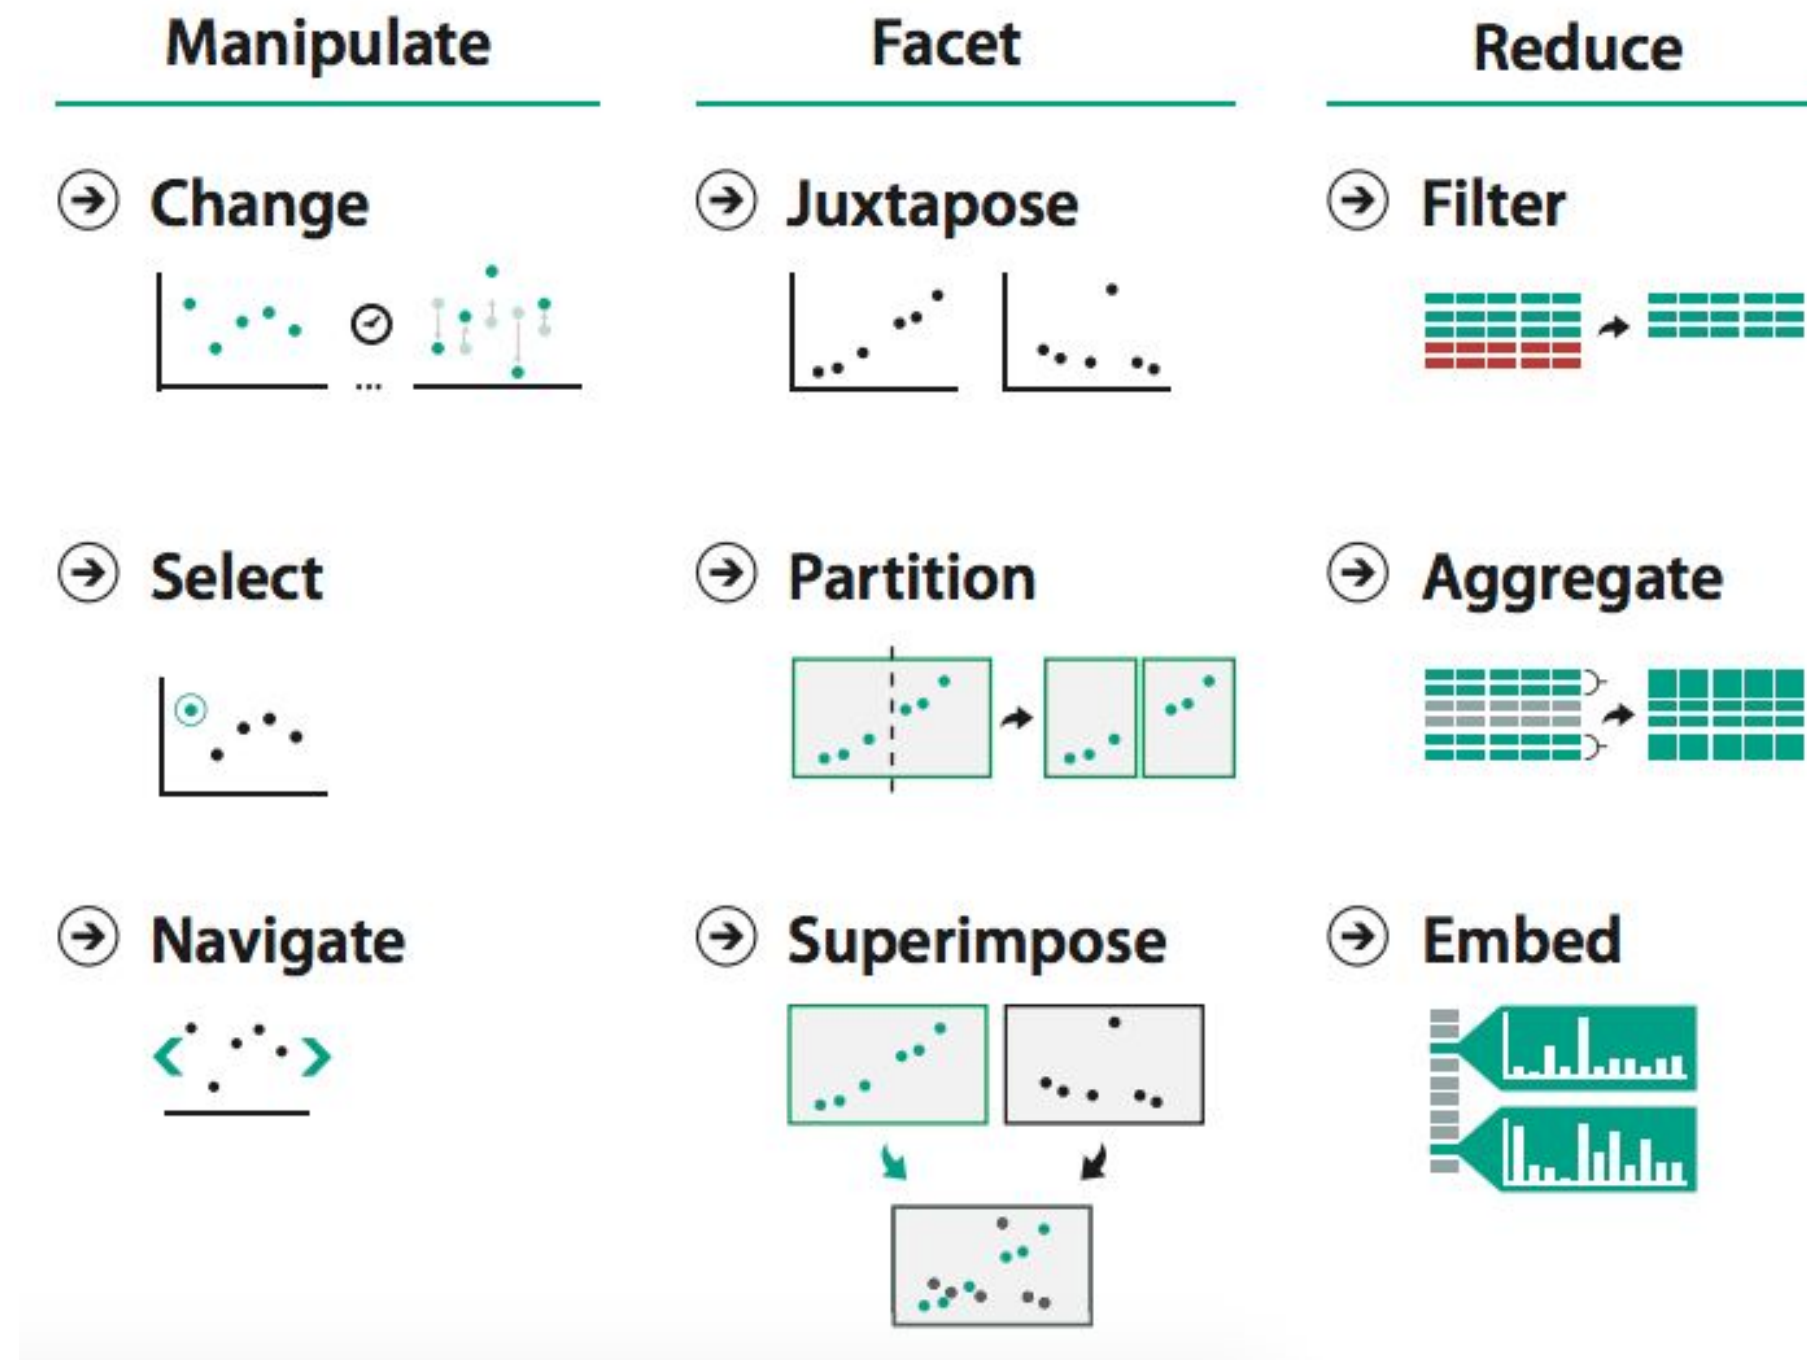 Manipulate
Facet
Reduce
Change
Juxtapose
Filter
...
Select
Partition
Aggregate
Navigate
Superimpose
Embed